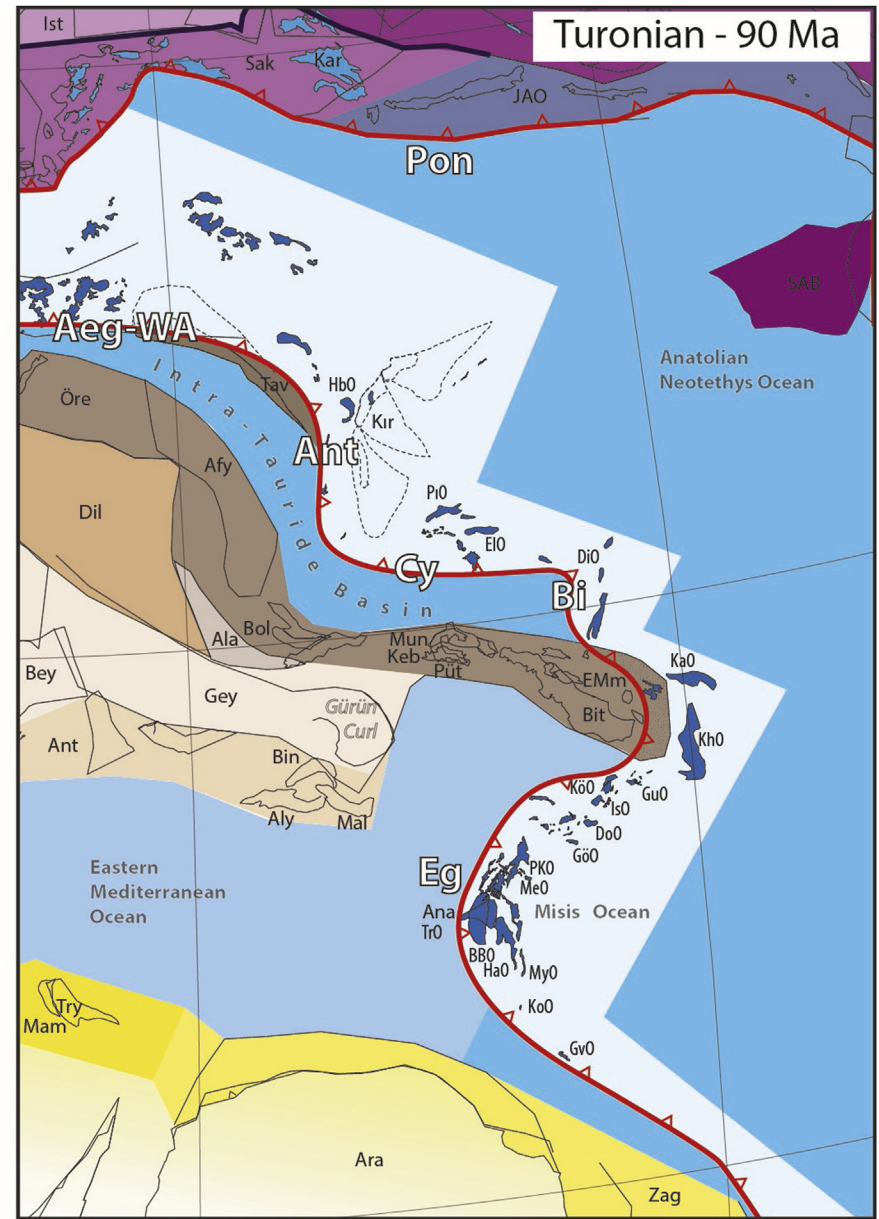 Ist
Turonian - 90 Ma
Sak
Kar
JAO
Pon
SAB
Aeg-WA
Anatolian
Neotethys Ocean
Intra-Tauride Basin
Tav
HbO
Kır
Öre
Afy
Ant
Dil
PıO
ElO
Cy
DiO
Bi
Bol
Ala
Mun
Keb
Püt
EMm
Bit
KaO
KhO
Bey
Gey
Gürün
Curl
Ant
Bin
Aly
Mal
KöO
IsO
GuO
DoO
GöO
PKO
MeO
Eg
Eastern
Mediterranean
Ocean
Ana
TrO
Misis Ocean
BBO
HaO
MyO
KoO
GvO
Try
Mam
Ara
Zag